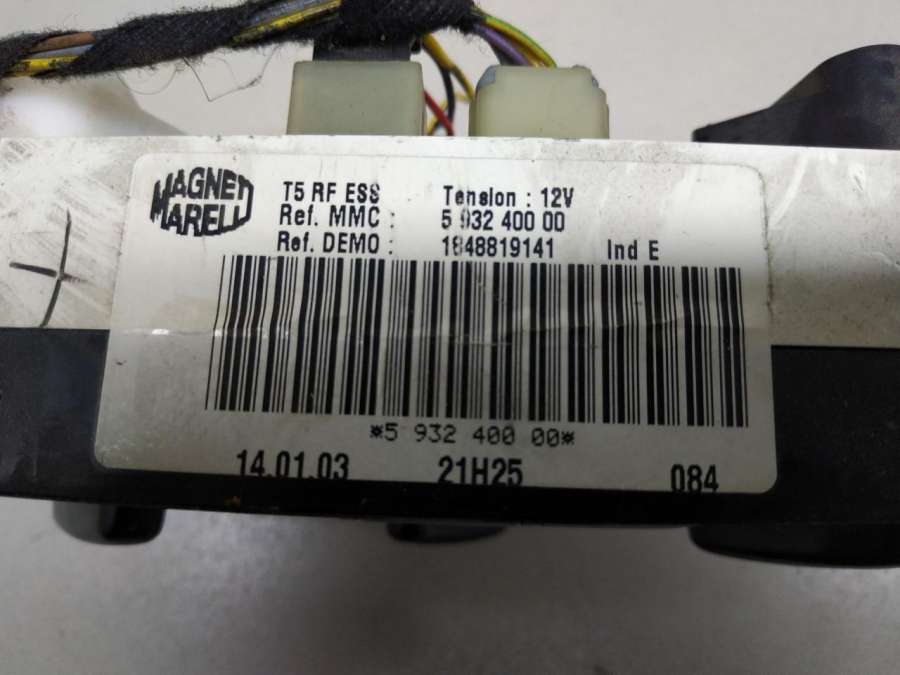 MAGNETI
MARELLI
T5 RF ESS Tension : 12V
Ref. MMC : 5 932 400 00
Ref. DEMO : 1848819141 Ind E
*5 932 400 00*
14.01.03 21H25 084